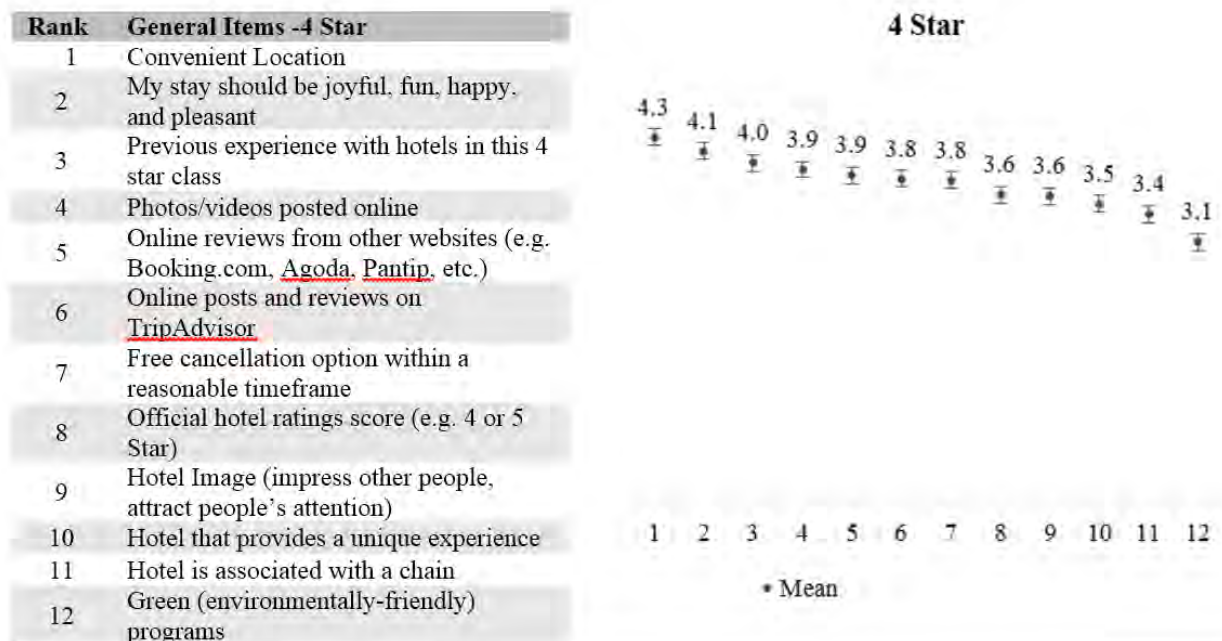 Rank General Items -4 Star
1 Convenient Location
2 My stay should be joyful, fun, happy,
and pleasant
3 Previous experience with hotels in this 4
star class
4 Photos/videos posted online
5 Online reviews from other websites (e.g.
Booking.com, Agoda, Pantip, etc.)
6 Online posts and reviews on
TripAdvisor
7 Free cancellation option within a
reasonable timeframe
8 Official hotel ratings score (e.g. 4 or 5
Star)
9 Hotel Image (impress other people,
attract people’s attention)
10 Hotel that provides a unique experience
11 Hotel is associated with a chain
12 Green (environmentally-friendly)
programs
4 Star
4.3 4.1 4.0 3.9 3.9 3.8 3.8 3.6 3.6 3.5 3.4 3.1
1 2 3 4 5 6 7 8 9 10 11 12
Mean